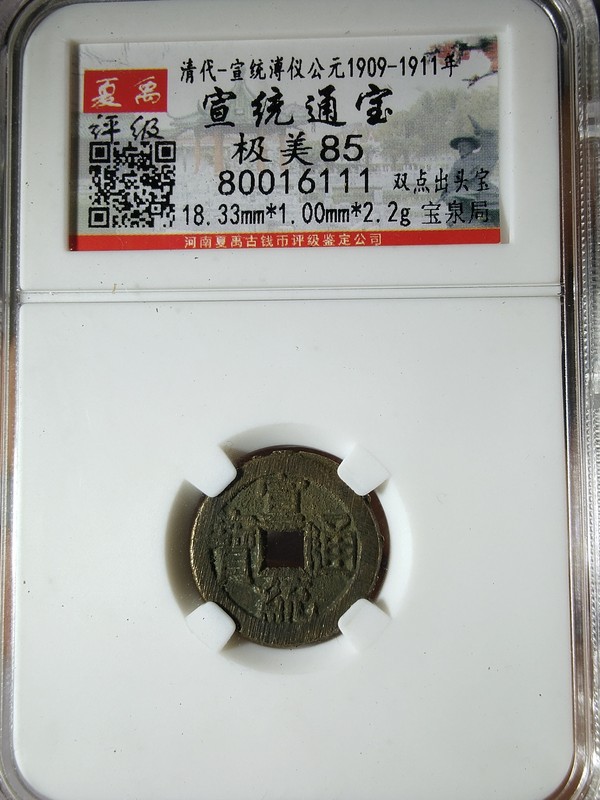 清代-宣统溥仪公元1909-1911年
夏禹
评级
宣统通宝
极美85
80016111 双点出头宝
18.33mm*1.00mm*2.2g 宝泉局
河南夏禹古钱币评级鉴定公司
宣統通寶